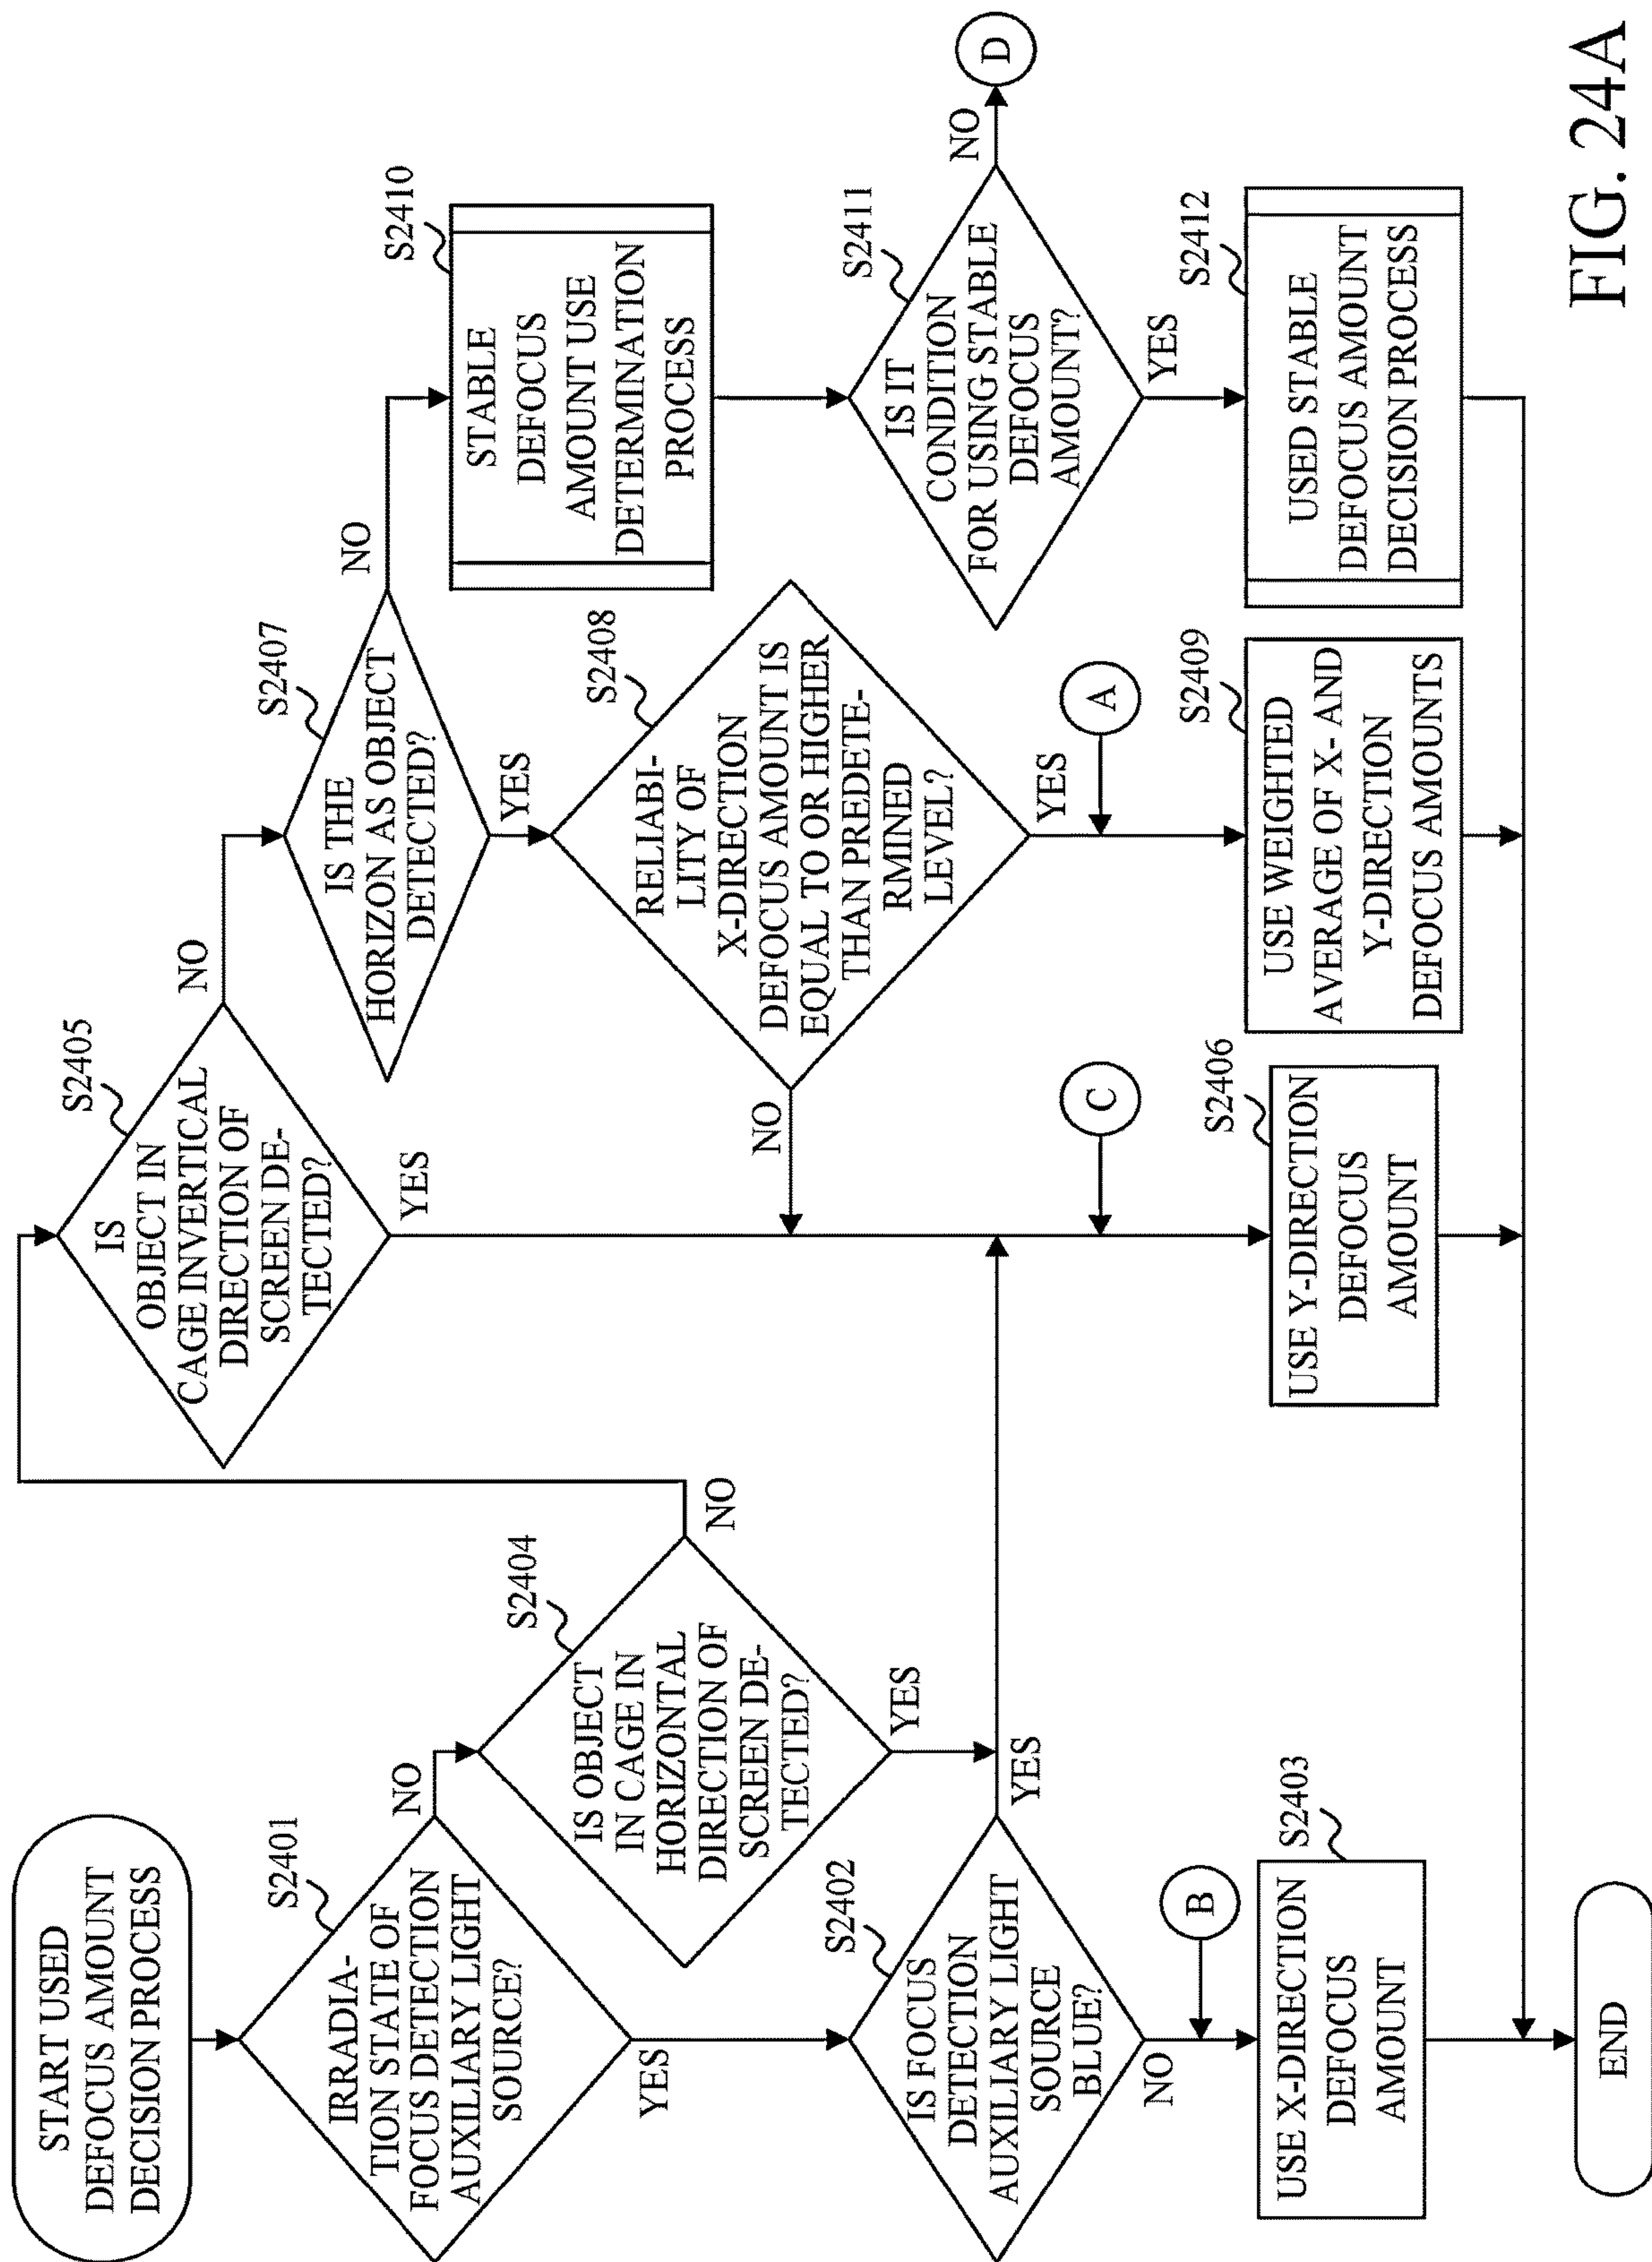 START USED
DEFOCUS AMOUNT
DECISION PROCESS
S2401
IRRADIA-
TION STATE OF
FOCUS DETECTION
AUXILIARY LIGHT
SOURCE?
NO
YES
S2402
IS FOCUS
DETECTION
AUXILIARY LIGHT
SOURCE
BLUE?
YES
NO
B
S2403
USE X-DIRECTION
DEFOCUS
AMOUNT
END
S2404
IS OBJECT
IN CAGE IN
HORIZONTAL
DIRECTION OF
SCREEN DE-
TECTED?
NO
YES
S2405
IS
OBJECT IN
CAGE INVERTICAL
DIRECTION OF
SCREEN DE-
TECTED?
NO
YES
C
S2406
USE Y-DIRECTION
DEFOCUS
AMOUNT
S2407
IS THE
HORIZON AS OBJECT
DETECTED?
NO
YES
S2408
RELIABI-
LITY OF
X-DIRECTION
DEFOCUS AMOUNT IS
EQUAL TO OR HIGHER
THAN PREDETE-
RMINED
LEVEL?
NO
YES
A
S2409
USE WEIGHTED
AVERAGE OF X- AND
Y-DIRECTION
DEFOCUS AMOUNTS
S2410
STABLE
DEFOCUS
AMOUNT USE
DETERMINATION
PROCESS
S2411
IS IT
CONDITION
FOR USING STABLE
DEFOCUS
AMOUNT?
NO
D
YES
S2412
USED STABLE
DEFOCUS AMOUNT
DECISION PROCESS
FIG. 24A